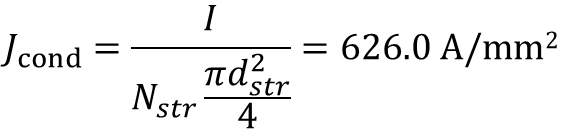 J_cond = I / (N_str πd_str² / 4) = 626.0 A/mm²